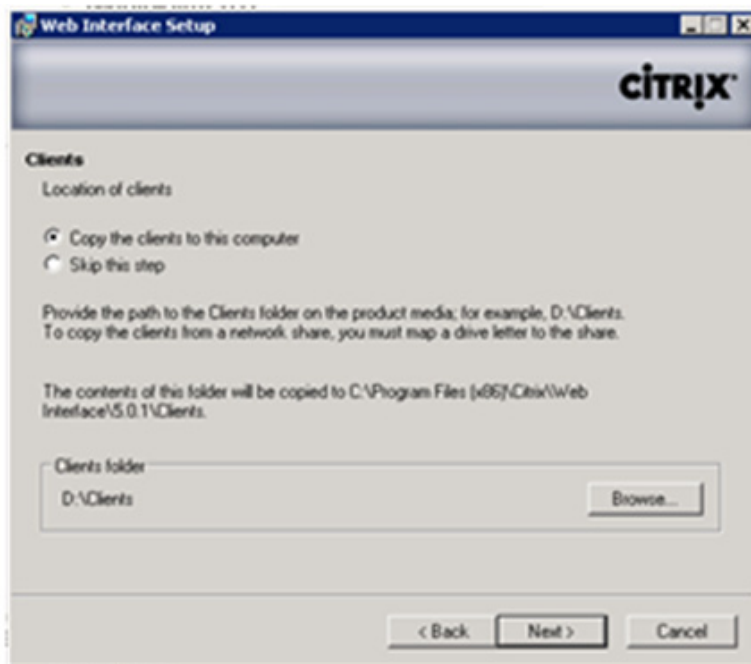 Web Interface Setup
CİTRIX
Clients
Location of clients
Copy the clients to this computer
Skip this step
Provide the path to the Clients folder on the product media; for example, D:\Clients.
To copy the clients from a network share, you must map a drive letter to the share.
The contents of this folder will be copied to C:\Program Files (x86)\Citrix\Web
Interface\5.0.1\Clients.
Clients folder
D:\Clients
Browse...
< Back
Next >
Cancel